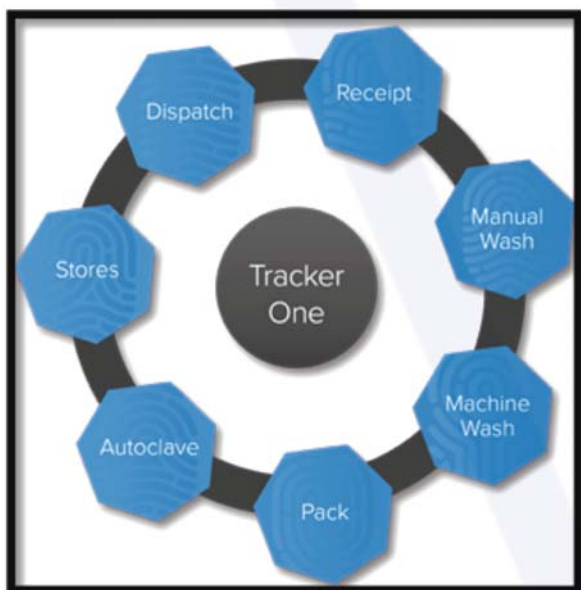 Dispatch
Receipt
Manual
Wash
Stores
Tracker
One
Machine
Wash
Autoclave
Pack